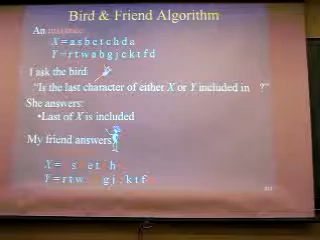 Bird & Friend Algorithm
An instance:
X = a s b e t c h d a
Y = r t w a b g j c k t f d
I ask the bird
"Is the last character of either X or Y included in ?"
She answers:
•Last of X is included
My friend answers
X = s e t h
Y = r t w g j k t f